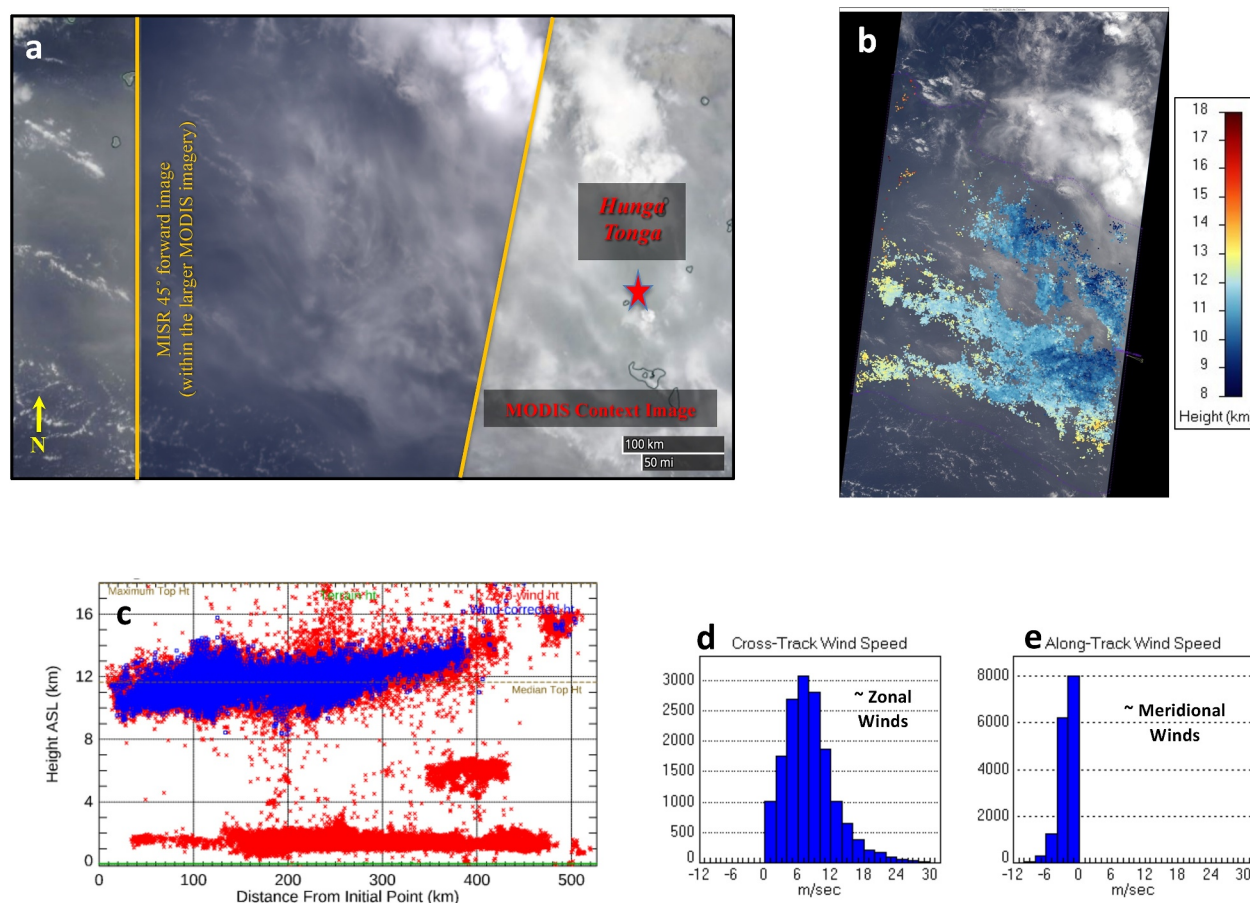 a
MISR 45° forward image
(within the larger MODIS imagery)
Hunga
Tonga
MODIS Context Image
N
100 km
50 mi
b
18
17
16
15
14
13
12
11
10
9
8
Height (km
c
Maximum Top Ht
Terrain ht
Zero-wind ht
Wind-corrected ht
Median Top Ht
16
12
8
4
0
Height ASL (km)
0 100 200 300 400 500
Distance From Initial Point (km)
d
Cross-Track Wind Speed
~ Zonal
Winds
3000
2500
2000
1500
1000
500
0
-12 -6 0 6 12 18 24 30
m/sec
e
Along-Track Wind Speed
~ Meridional
Winds
8000
6000
4000
2000
0
-12 -6 0 6 12 18 24 30
m/sec